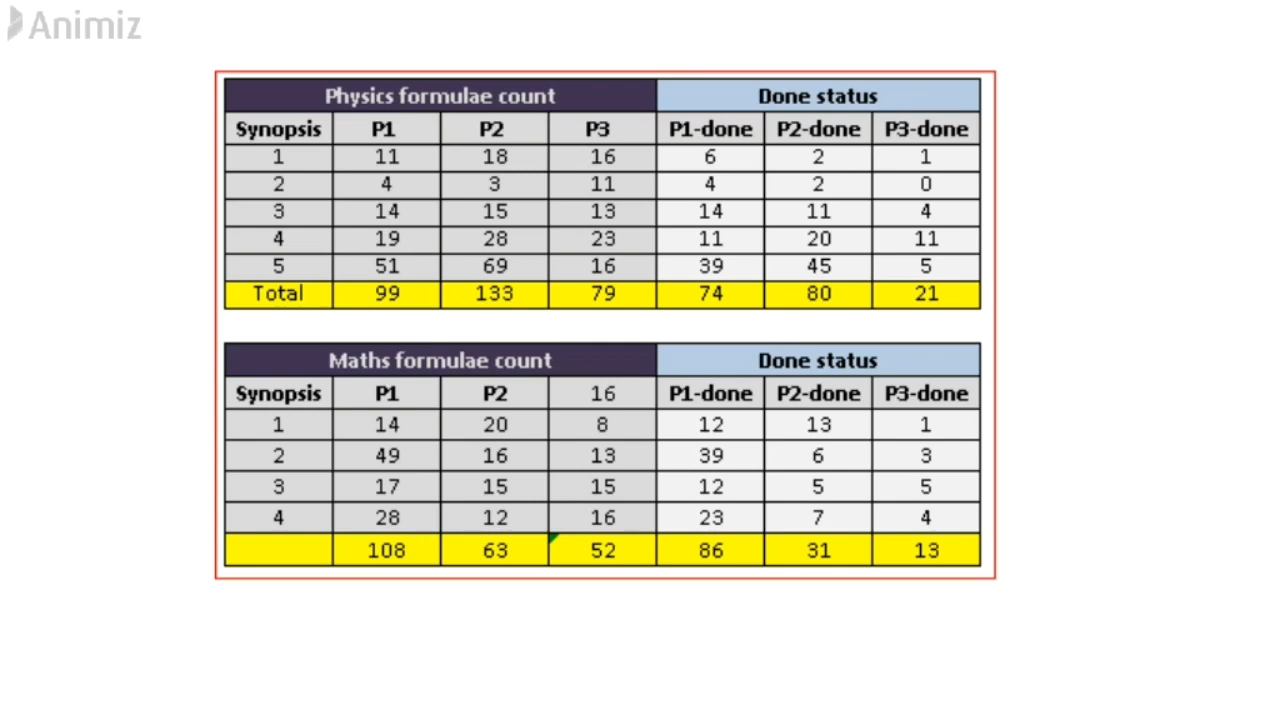 Animiz
Physics formulae count Done status
Synopsis P1 P2 P3 P1-done P2-done P3-done
1 11 18 16 6 2 1
2 4 3 11 4 2 0
3 14 15 13 14 11 4
4 19 28 23 11 20 11
5 51 69 16 39 45 5
Total 99 133 79 74 80 21
Maths formulae count Done status
Synopsis P1 P2 16 P1-done P2-done P3-done
1 14 20 8 12 13 1
2 49 16 13 39 6 3
3 17 15 15 12 5 5
4 28 12 16 23 7 4
108 63 52 86 31 13